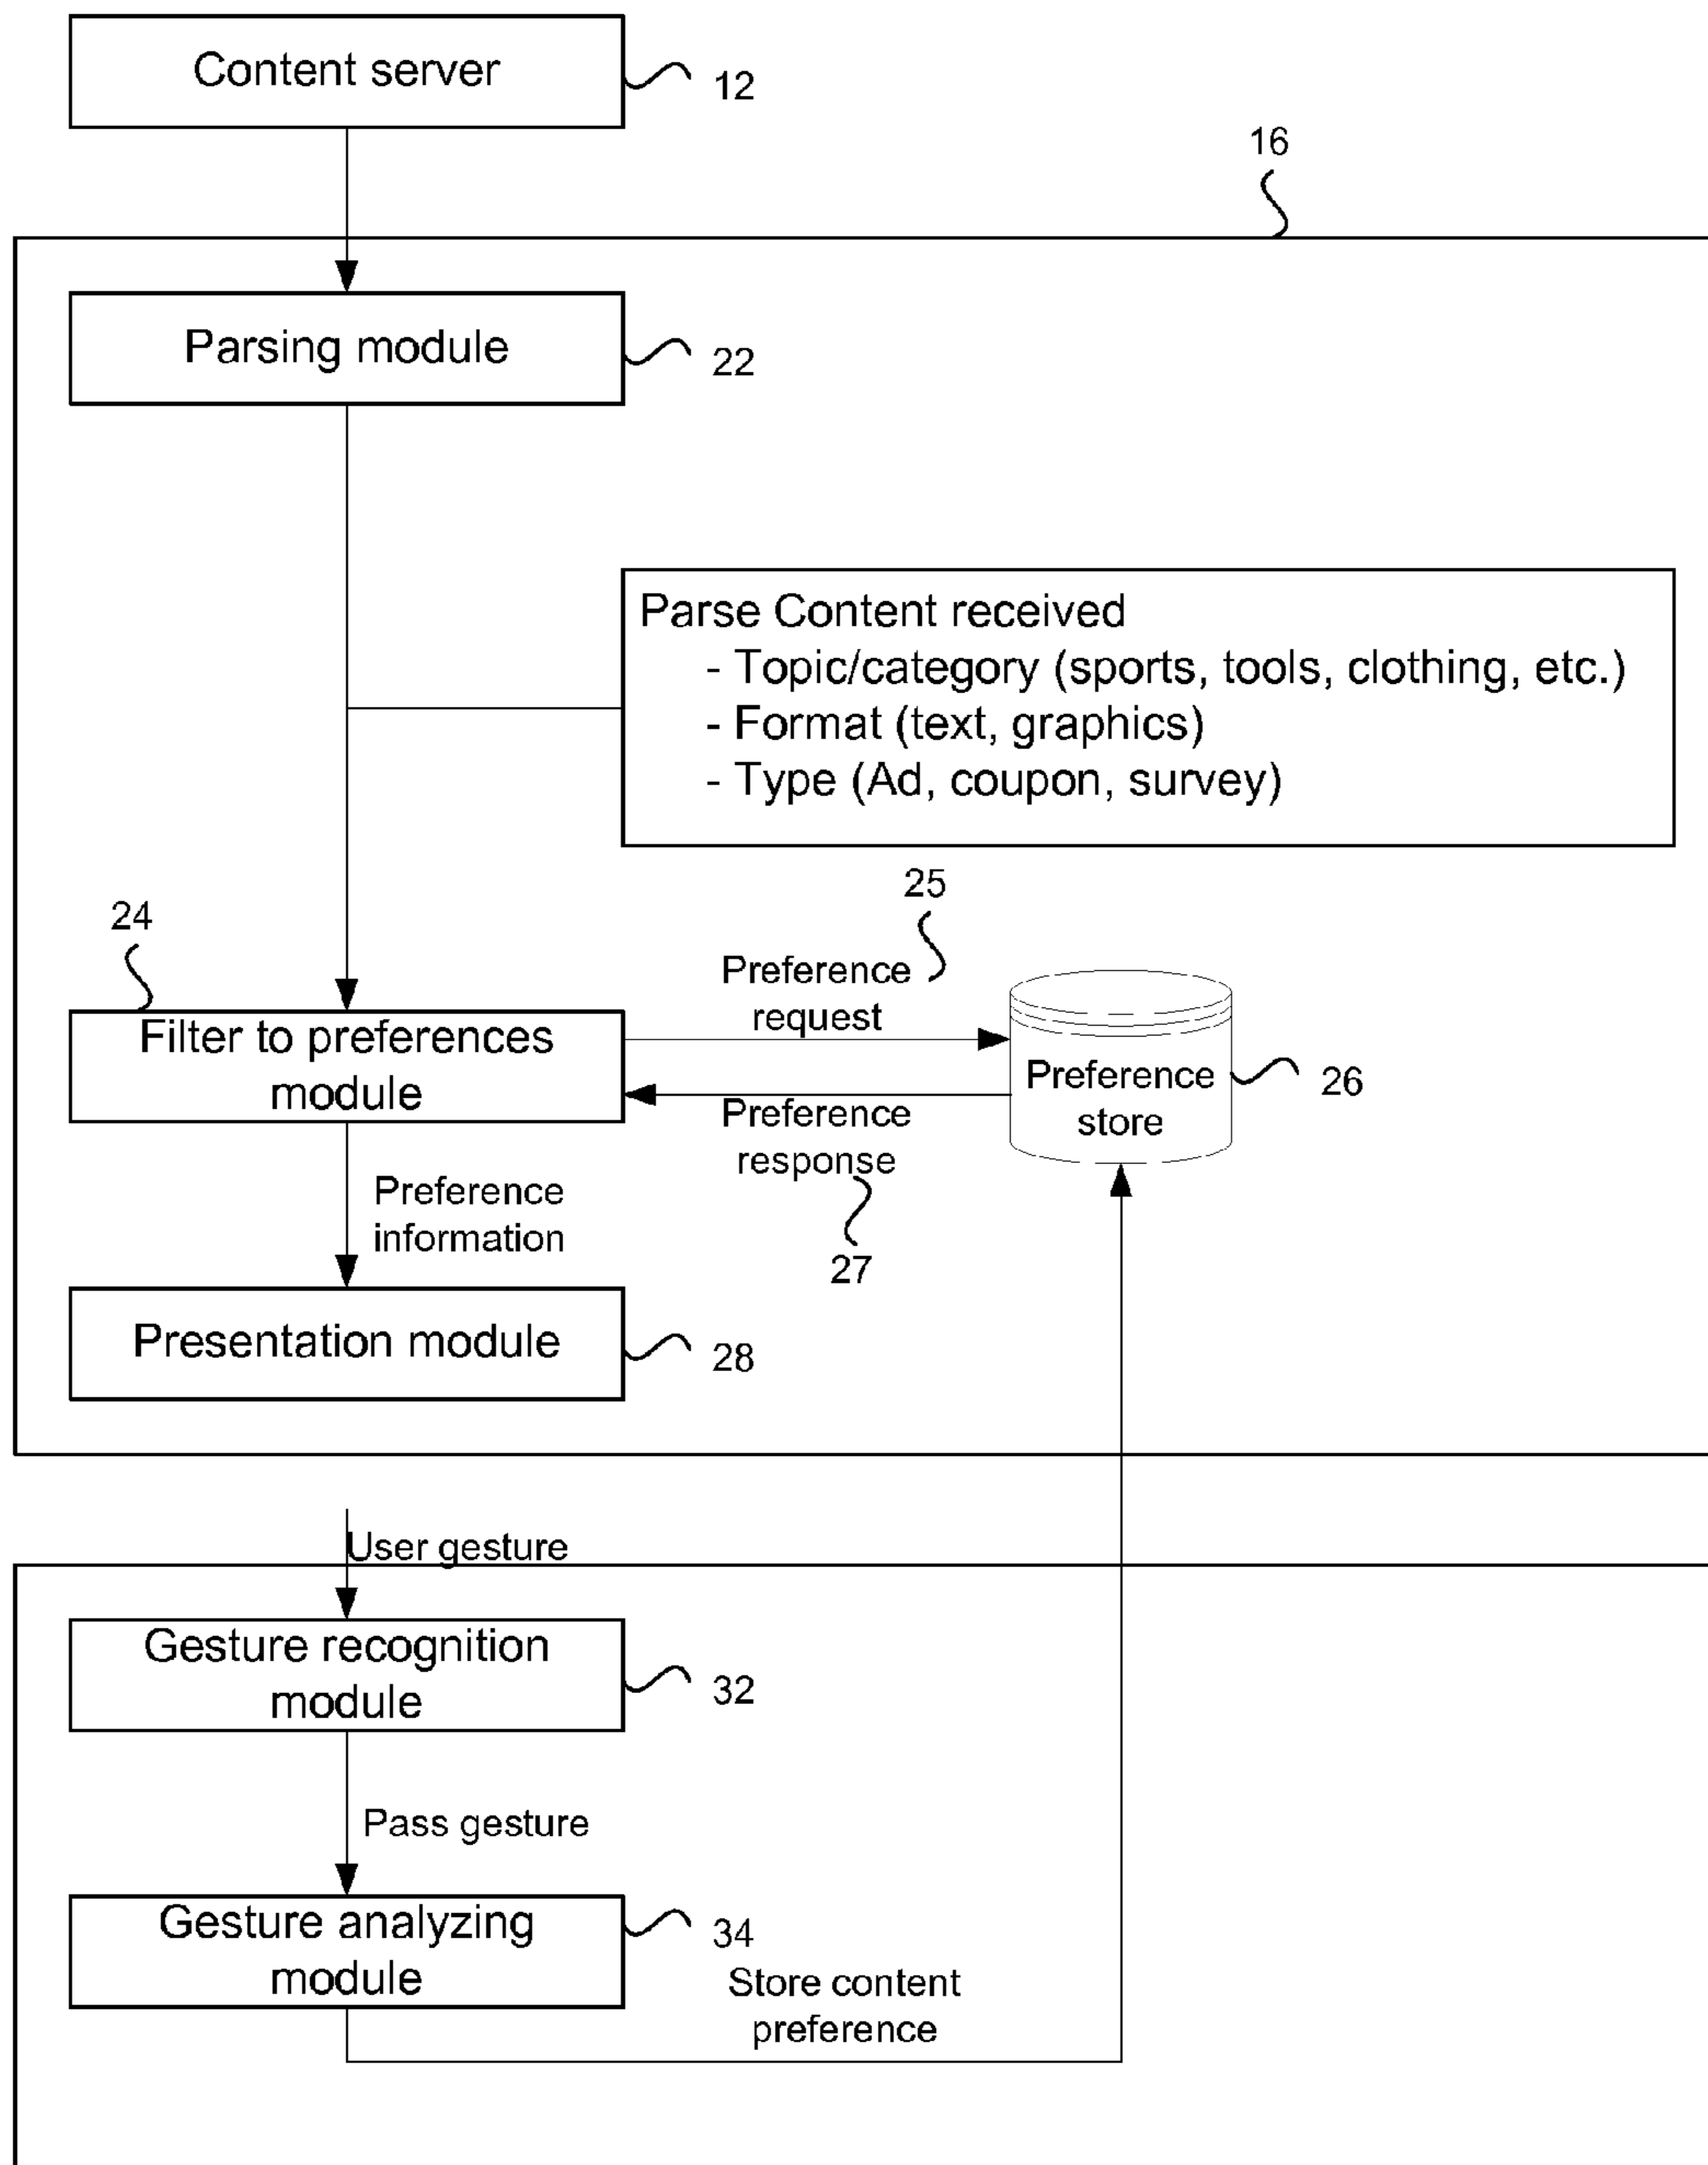 Content server
12
16
Parsing module
22
Parse Content received
- Topic/category (sports, tools, clothing, etc.)
- Format (text, graphics)
- Type (Ad, coupon, survey)
25
24
Preference
request
Filter to preferences
module
Preference
store
26
Preference
response
27
Preference
information
Presentation module
28
User gesture
Gesture recognition
module
32
Pass gesture
Gesture analyzing
module
34
Store content
preference